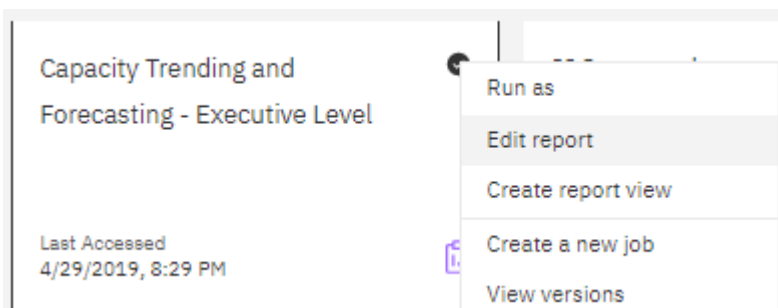 Capacity Trending and
Forecasting - Executive Level
Last Accessed
4/29/2019, 8:29 PM
Run as
Edit report
Create report view
Create a new job
View versions